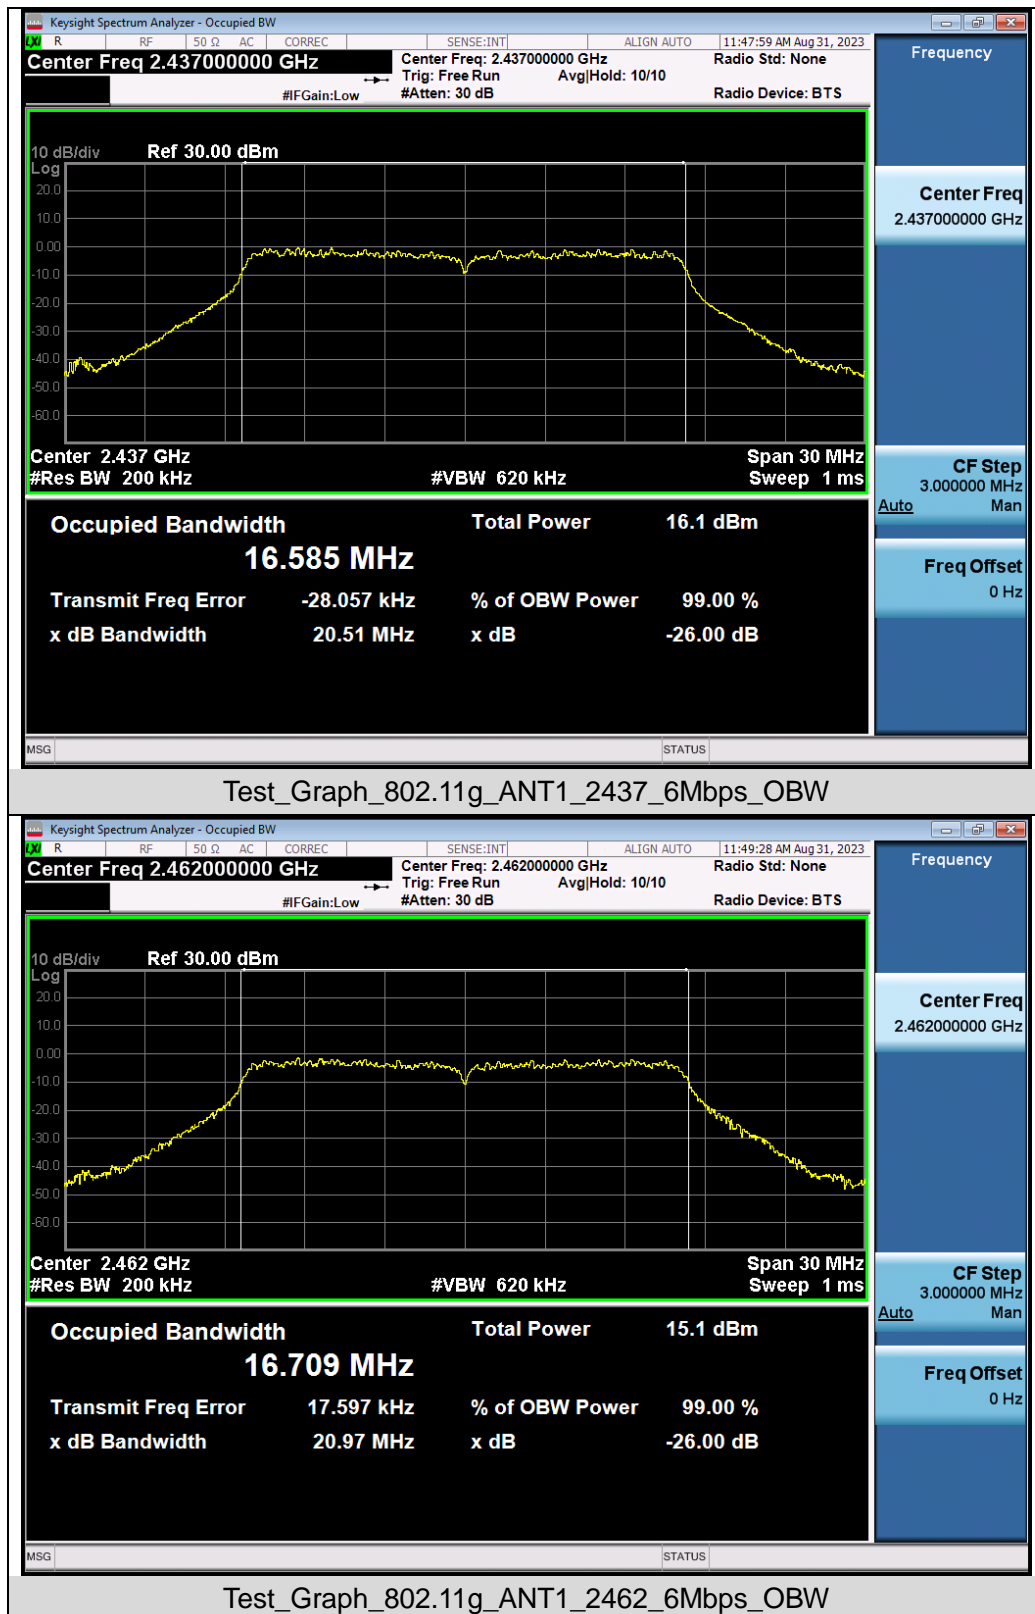 Keysight Spectrum Analyzer - Occupied BW
LXI R RF 50 Ω AC CORREC SENSE:INT ALIGN AUTO 11:47:59 AM Aug 31, 2023
Center Freq 2.437000000 GHz
Center Freq: 2.437000000 GHz Radio Std: None
Trig: Free Run Avg|Hold: 10/10
#IFGain:Low #Atten: 30 dB Radio Device: BTS
Frequency
10 dB/div Ref 30.00 dBm
Log
20.0
10.0
0.00
-10.0
-20.0
-30.0
-40.0
-50.0
-60.0
Center 2.437 GHz Span 30 MHz
#Res BW 200 kHz #VBW 620 kHz Sweep 1 ms
Center Freq
2.437000000 GHz
CF Step
3.000000 MHz
Auto Man
Freq Offset
0 Hz
Occupied Bandwidth Total Power 16.1 dBm
16.585 MHz
Transmit Freq Error -28.057 kHz % of OBW Power 99.00 %
x dB Bandwidth 20.51 MHz x dB -26.00 dB
MSG STATUS
Test_Graph_802.11g_ANT1_2437_6Mbps_OBW
Keysight Spectrum Analyzer - Occupied BW
LXI R RF 50 Ω AC CORREC SENSE:INT ALIGN AUTO 11:49:28 AM Aug 31, 2023
Center Freq 2.462000000 GHz
Center Freq: 2.462000000 GHz Radio Std: None
Trig: Free Run Avg|Hold: 10/10
#IFGain:Low #Atten: 30 dB Radio Device: BTS
Frequency
10 dB/div Ref 30.00 dBm
Log
20.0
10.0
0.00
-10.0
-20.0
-30.0
-40.0
-50.0
-60.0
Center 2.462 GHz Span 30 MHz
#Res BW 200 kHz #VBW 620 kHz Sweep 1 ms
Center Freq
2.462000000 GHz
CF Step
3.000000 MHz
Auto Man
Freq Offset
0 Hz
Occupied Bandwidth Total Power 15.1 dBm
16.709 MHz
Transmit Freq Error 17.597 kHz % of OBW Power 99.00 %
x dB Bandwidth 20.97 MHz x dB -26.00 dB
MSG STATUS
Test_Graph_802.11g_ANT1_2462_6Mbps_OBW